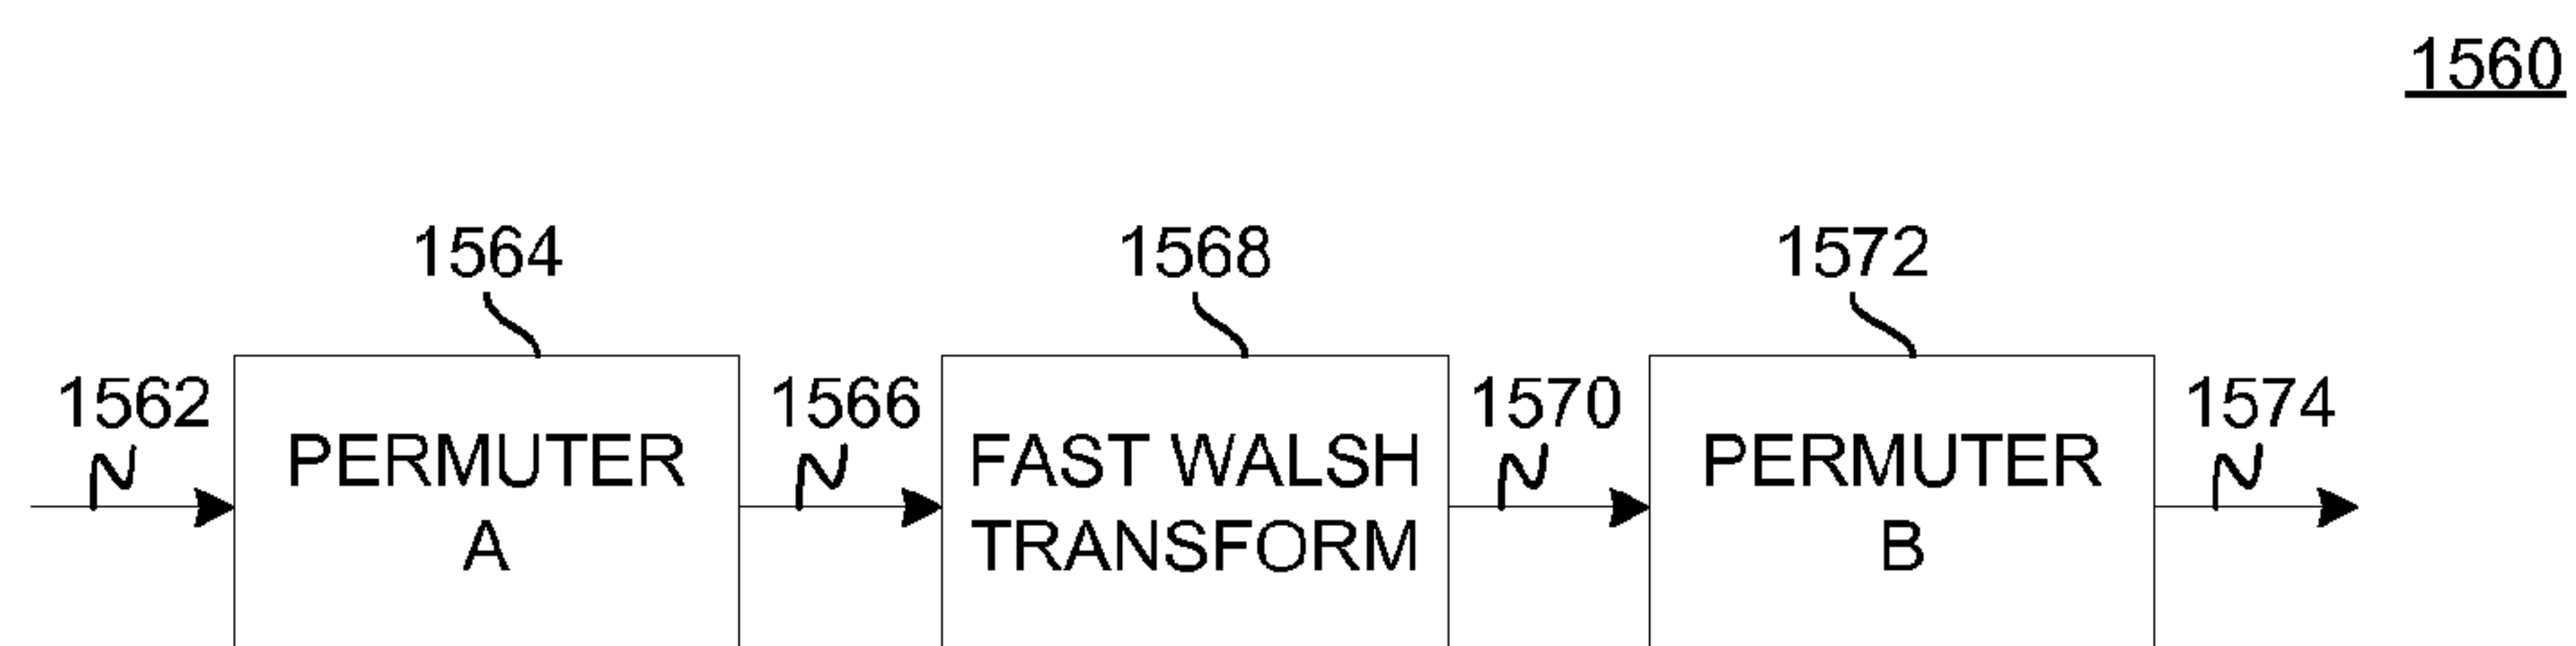 1560
1564
1568
1572
1562
1566
1570
1574
PERMUTER
A
FAST WALSH
TRANSFORM
PERMUTER
B